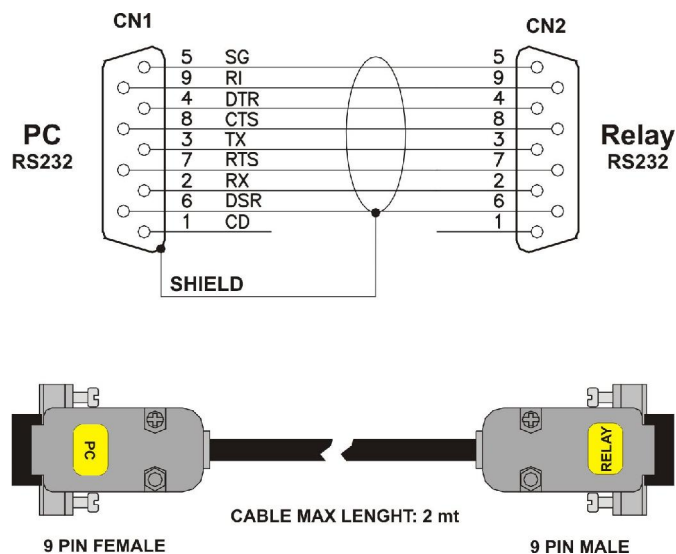 CN1
CN2
5 SG 5
9 RI 9
4 DTR 4
8 CTS 8
3 TX 3
7 RTS 7
2 RX 2
6 DSR 6
1 CD 1
PC
RS232
Relay
RS232
SHIELD
PC
RELAY
CABLE MAX LENGHT: 2 mt
9 PIN FEMALE
9 PIN MALE